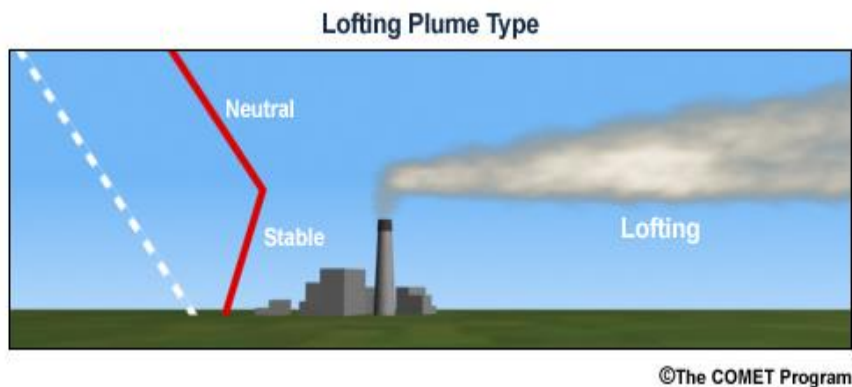 Lofting Plume Type
Neutral
Stable
Lofting
©The COMET Program